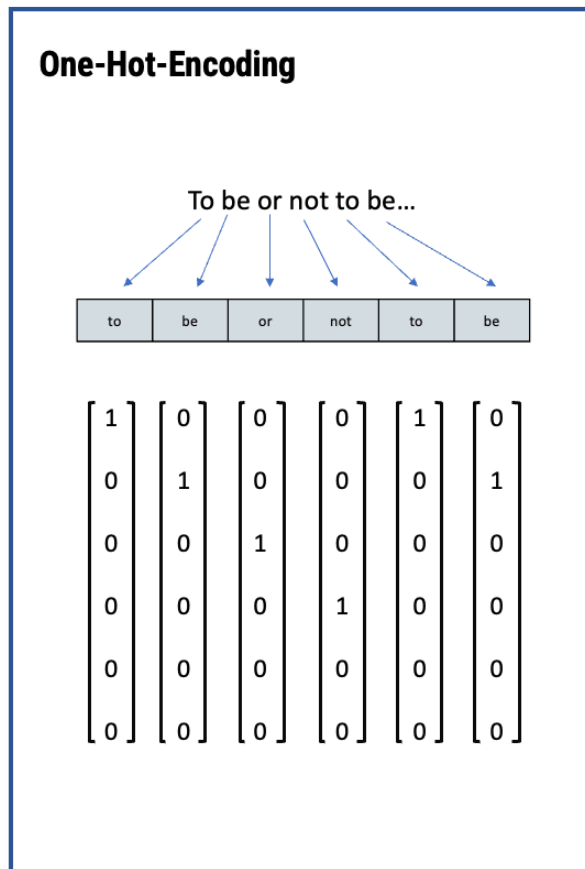 One-Hot-Encoding
To be or not to be...
to be or not to be
1 0 0 0 1 0
0 1 0 0 0 1
0 0 1 0 0 0
0 0 0 1 0 0
0 0 0 0 0 0
0 0 0 0 0 0